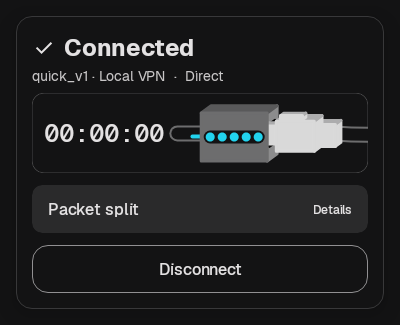 Connected
quick_v1 · Local VPN · Direct
00:00:00
Packet split Details
Disconnect